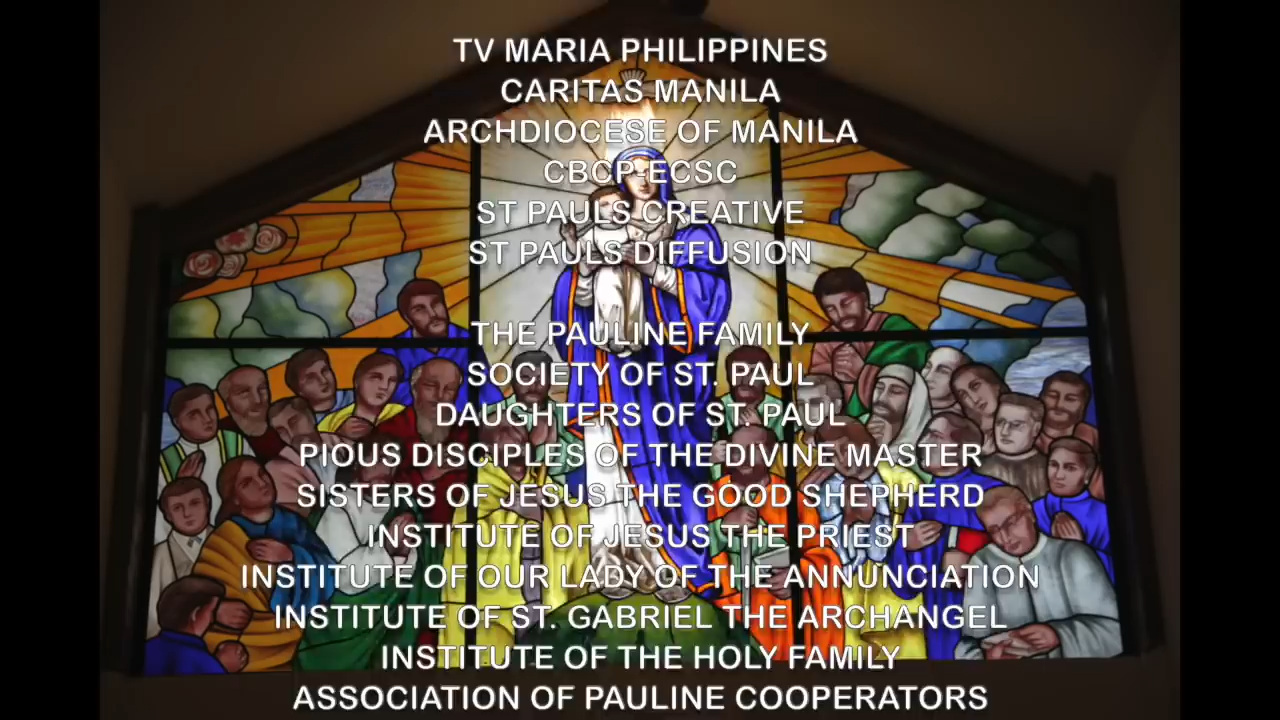 TV MARIA PHILIPPINES
CARITAS MANILA
ARCHDIOCESE OF MANILA
CBCP-ECSC
ST PAULS CREATIVE
ST PAULS DIFFUSION
THE PAULINE FAMILY
SOCIETY OF ST. PAUL
DAUGHTERS OF ST. PAUL
PIOUS DISCIPLES OF THE DIVINE MASTER
SISTERS OF JESUS THE GOOD SHEPHERD
INSTITUTE OF JESUS THE PRIEST
INSTITUTE OF OUR LADY OF THE ANNUNCIATION
INSTITUTE OF ST. GABRIEL THE ARCHANGEL
INSTITUTE OF THE HOLY FAMILY
ASSOCIATION OF PAULINE COOPERATORS